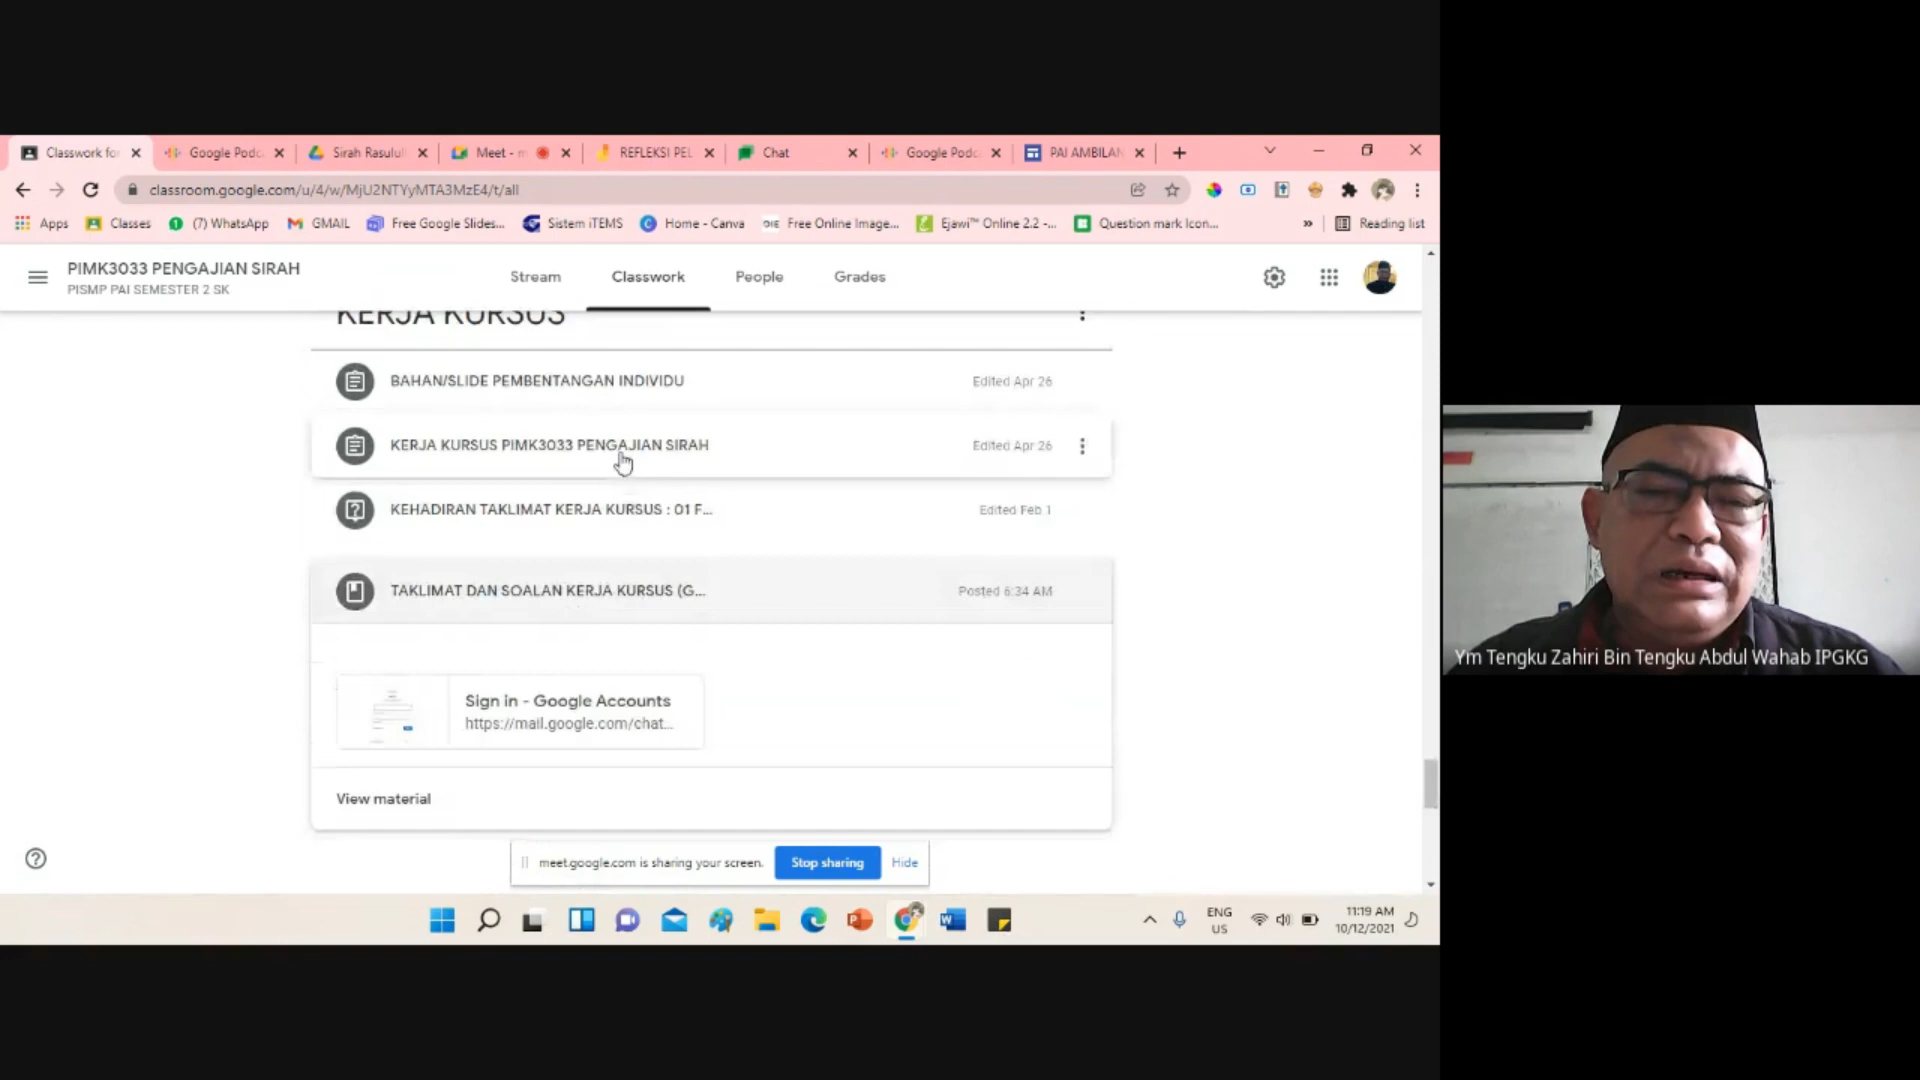 Classwork for
Google Podc
Sirah Rasulul
Meet -
REFLEKSI PEL
Chat
Google Podc
PAI AMBILAN
classroom.google.com/u/4/w/MjU2NTYyMTA3MzE4/t/all
Apps
Classes
(7) WhatsApp
GMAIL
Free Google Slides...
Sistem iTEMS
Home - Canva
OIE
Free Online Image...
Ejawi™ Online 2.2 -...
Question mark Icon...
»
Reading list
PIMK3033 PENGAJIAN SIRAH
PISMP PAI SEMESTER 2 SK
Stream
Classwork
People
Grades
KERJA KURSUS
BAHAN/SLIDE PEMBENTANGAN INDIVIDU
Edited Apr 26
KERJA KURSUS PIMK3033 PENGAJIAN SIRAH
Edited Apr 26
KEHADIRAN TAKLIMAT KERJA KURSUS : 01 F...
Edited Feb 1
TAKLIMAT DAN SOALAN KERJA KURSUS (G...
Posted 6:34 AM
Sign in - Google Accounts
https://mail.google.com/chat...
View material
meet.google.com is sharing your screen.
Stop sharing
Hide
ENG
US
11:19 AM
10/12/2021
Ym Tengku Zahiri Bin Tengku Abdul Wahab IPGKG